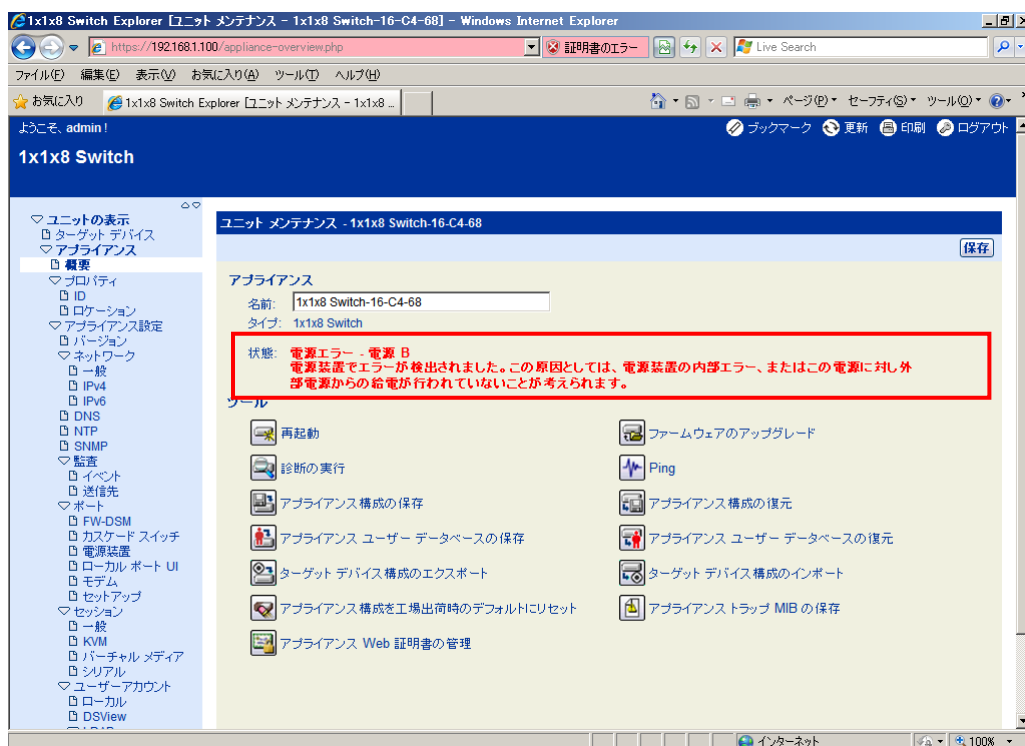 1x1x8 Switch Explorer [ユニット メンテナンス - 1x1x8 Switch-16-C4-68] - Windows Internet Explorer
https://192.168.1.100/appliance-overview.php
証明書のエラー
Live Search
ファイル(F) 編集(E) 表示(V) お気に入り(A) ツール(T) ヘルプ(H)
お気に入り
1x1x8 Switch Explorer [ユニット メンテナンス - 1x1x8 ...
ページ(P) セーフティ(S) ツール(O)
ようこそ、admin !
ブックマーク 更新 印刷 ログアウト
1x1x8 Switch
ユニットの表示
ターゲット デバイス
アプライアンス
概要
プロパティ
ID
ロケーション
アプライアンス設定
バージョン
ネットワーク
一般
IPv4
IPv6
DNS
NTP
SNMP
監査
イベント
送信先
ポート
FW-DSM
カスケード スイッチ
電源装置
ローカル ポート UI
モデム
セットアップ
セッション
一般
KVM
バーチャル メディア
シリアル
ユーザーアカウント
ローカル
DSView
ユニット メンテナンス - 1x1x8 Switch-16-C4-68
保存
アプライアンス
名前: 1x1x8 Switch-16-C4-68
タイプ: 1x1x8 Switch
状態: 電源エラー - 電源 B
電源装置でエラーが検出されました。この原因としては、電源装置の内部エラー、またはこの電源に対し外
部電源からの給電が行われていないことが考えられます。
ツール
再起動
ファームウェアのアップグレード
診断の実行
Ping
アプライアンス構成の保存
アプライアンス構成の復元
アプライアンス ユーザー データベースの保存
アプライアンス ユーザー データベースの復元
ターゲット デバイス構成のエクスポート
ターゲット デバイス構成のインポート
アプライアンス構成を工場出荷時のデフォルトにリセット
アプライアンス トラップ MIB の保存
アプライアンス Web 証明書の管理
インターネット
100%